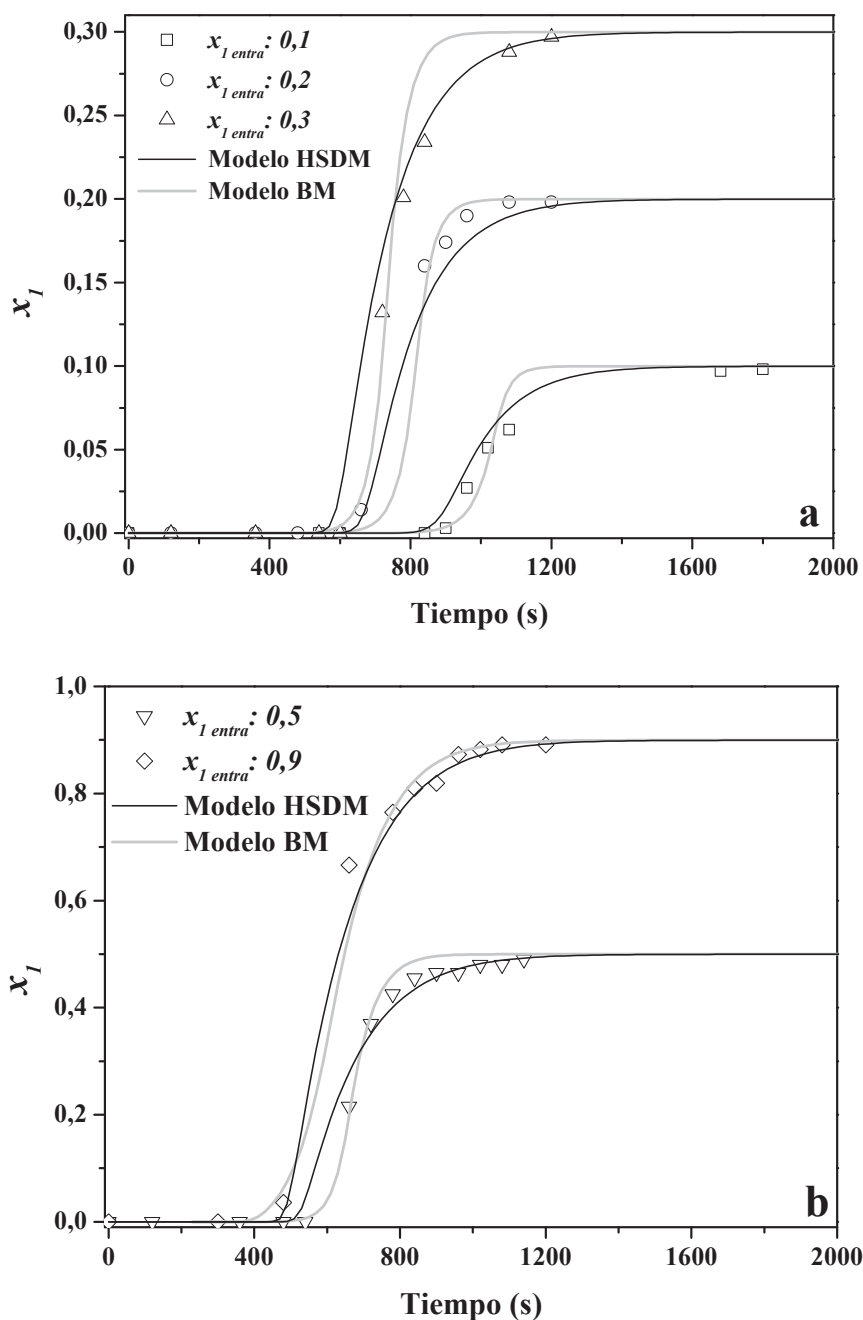 0,30
0,25
0,20
0,15
0,10
0,05
0,00
x1
x1 entra: 0,1
x1 entra: 0,2
x1 entra: 0,3
Modelo HSDM
Modelo BM
a
0 400 800 1200 1600 2000
Tiempo (s)
1,0
0,8
0,6
0,4
0,2
0,0
x1
x1 entra: 0,5
x1 entra: 0,9
Modelo HSDM
Modelo BM
b
0 400 800 1200 1600 2000
Tiempo (s)